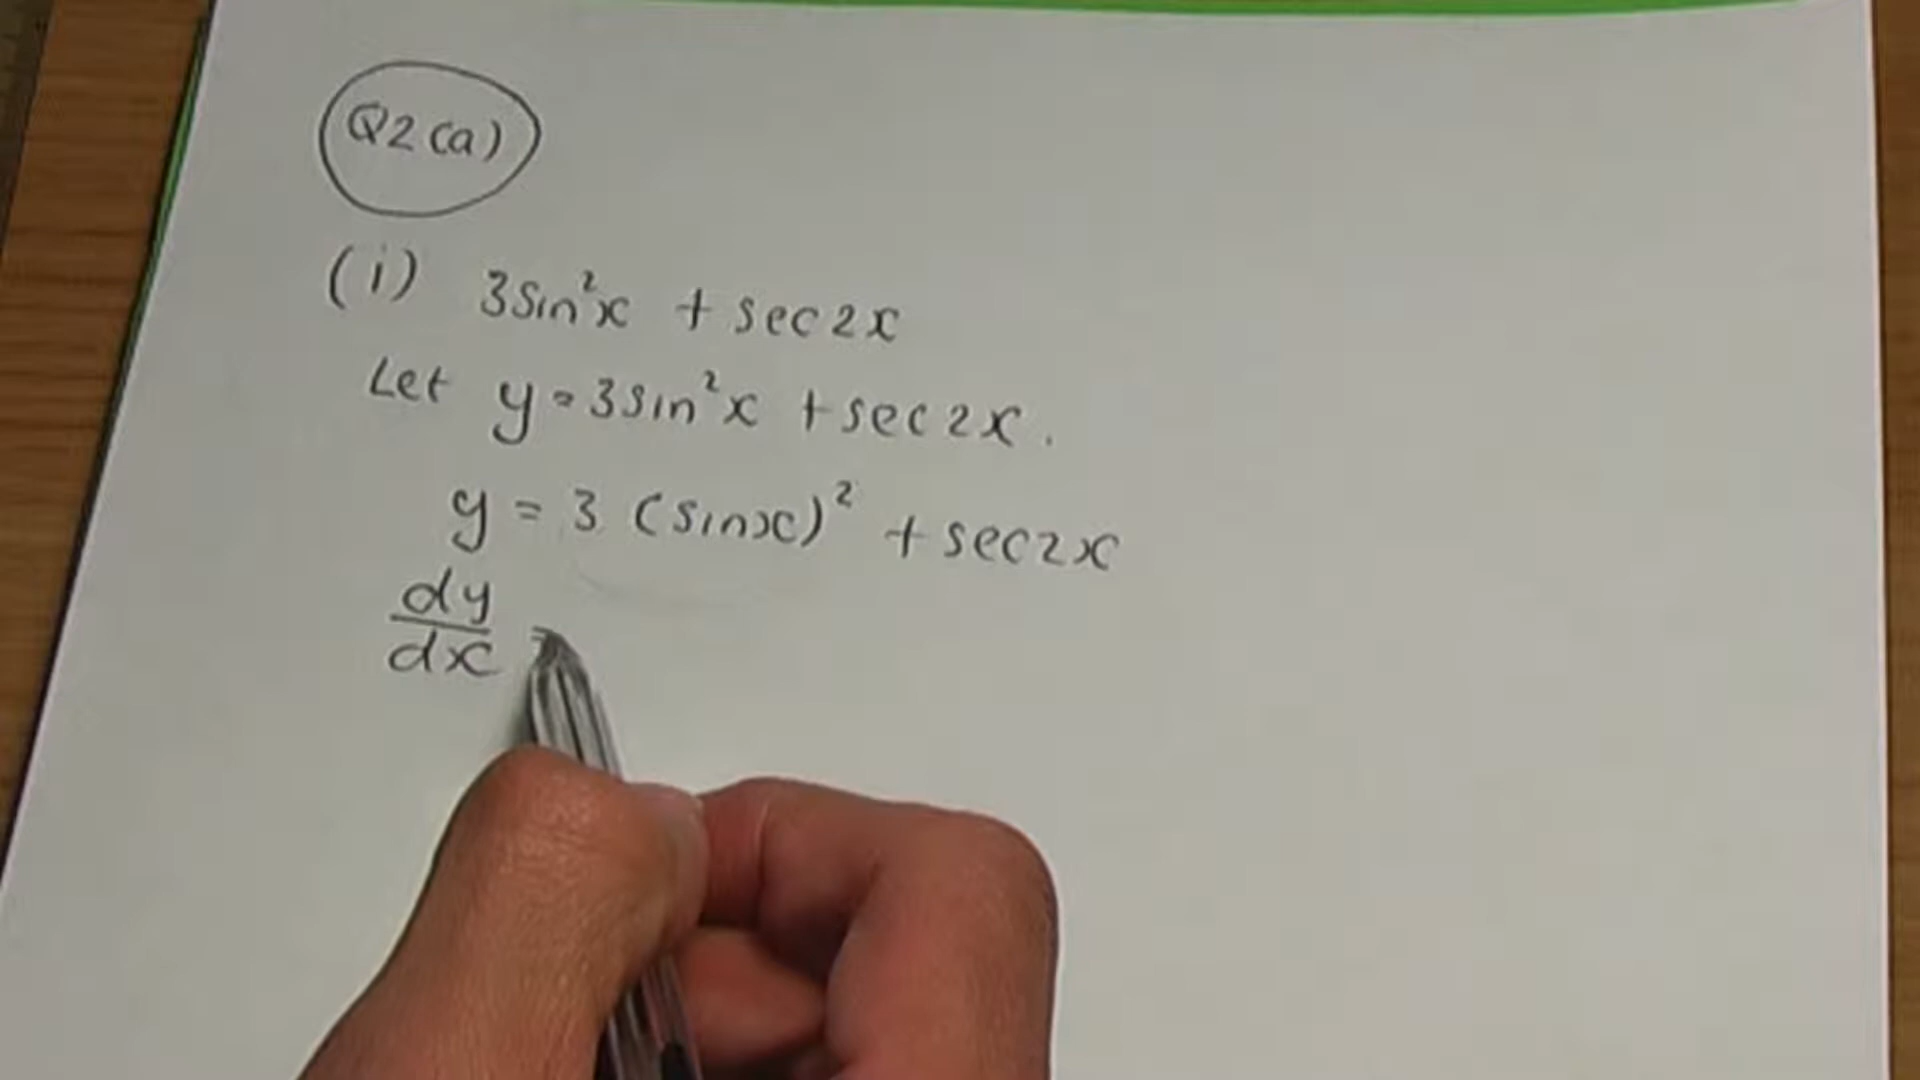 Q2(a)
(i) 3sin²x + sec2x
Let y=3sin²x +sec2x.
y = 3 (sinx)² + sec2x
dy
dx =